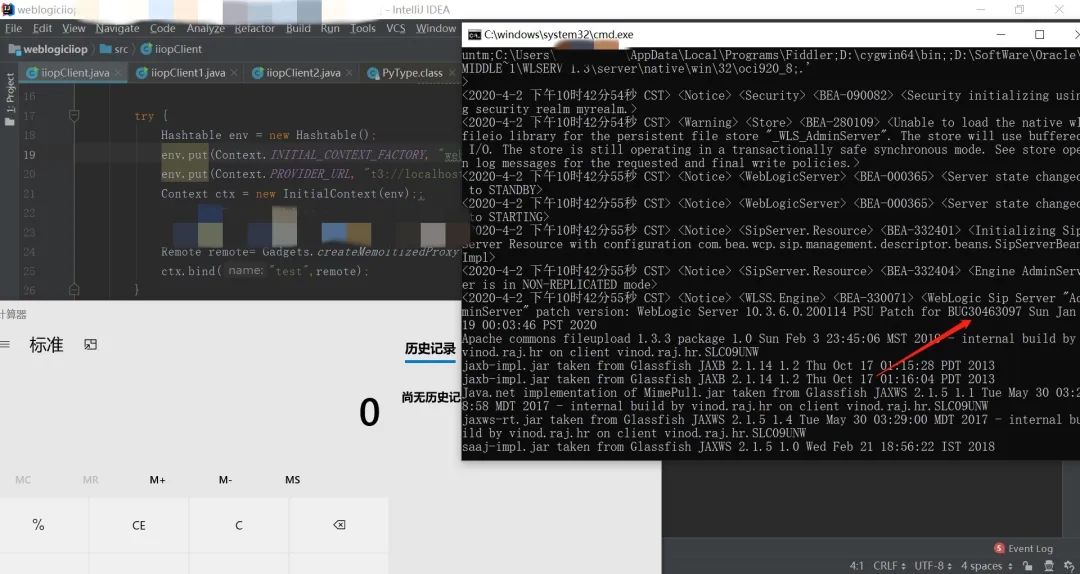 weblogiciiop
- IntelliJ IDEA
File Edit View Navigate Code Analyze Refactor Build Run Tools VCS Window
weblogiciiop src iiopClient
iiopClient.java iiopClient1.java iiopClient2.java PyType.class
1: Project
16
17 try {
18 Hashtable env = new Hashtable();
19 env.put(Context.INITIAL_CONTEXT_FACTORY, "we
20 env.put(Context.PROVIDER_URL, "t3://localhost
21 Context ctx = new InitialContext(env);;
22
23
24 Remote remote= Gadgets.createMemoitizedProxy
25 ctx.bind( name: "test",remote);
26 }
C:\windows\system32\cmd.exe
untm;C:\Users\ \AppData\Local\Programs\Fiddler;D:\cygwin64\bin;;D:\SoftWare\Oracle\
MIDDLE~1\WLSERV~1.3\server\native\win\32\oci920_8;.'
>
<2020-4-2 下午10时42分54秒 CST> <Notice> <Security> <BEA-090082> <Security initializing usin
g security realm myrealm.>
<2020-4-2 下午10时42分54秒 CST> <Warning> <Store> <BEA-280109> <Unable to load the native wl
fileio library for the persistent file store "_WLS_AdminServer". The store will use buffered
I/O. The store is still operating in a transactionally safe synchronous mode. See store open
n log messages for the requested and final write policies.>
<2020-4-2 下午10时42分55秒 CST> <Notice> <WebLogicServer> <BEA-000365> <Server state changed
to STANDBY>
<2020-4-2 下午10时42分55秒 CST> <Notice> <WebLogicServer> <BEA-000365> <Server state changed
to STARTING>
<2020-4-2 下午10时42分55秒 CST> <Notice> <SipServer.Resource> <BEA-332401> <Initializing Sip
Server Resource with configuration com.bea.wcp.sip.management.descriptor.beans.SipServerBean
Impl>
<2020-4-2 下午10时42分55秒 CST> <Notice> <SipServer.Resource> <BEA-332404> <Engine AdminServ
er is in NON-REPLICATED mode>
<2020-4-2 下午10时42分55秒 CST> <Notice> <WLSS.Engine> <BEA-330071> <WebLogic Sip Server "Ad
minServer" patch version: WebLogic Server 10.3.6.0.200114 PSU Patch for BUG30463097 Sun Jan
19 00:03:46 PST 2020
Apache commons fileupload 1.3.3 package 1.0 Sun Feb 3 23:45:06 MST 2019 - internal build by
vinod.raj.hr on client vinod.raj.hr.SLC09UNW
jaxb-impl.jar taken from Glassfish JAXB 2.1.14 1.2 Thu Oct 17 01:15:28 PDT 2013
jaxb-impl.jar taken from Glassfish JAXB 2.1.14 1.2 Thu Oct 17 01:16:04 PDT 2013
Java.net implementation of MimePull.jar taken from Glassfish JAXWS 2.1.5 1.1 Tue May 30 03:2
8:58 MDT 2017 - internal build by vinod.raj.hr on client vinod.raj.hr.SLC09UNW
jaxws-rt.jar taken from Glassfish JAXWS 2.1.5 1.4 Tue May 30 03:29:00 MDT 2017 - internal bu
ild by vinod.raj.hr on client vinod.raj.hr.SLC09UNW
saaj-impl.jar taken from Glassfish JAXWS 2.1.5 1.0 Wed Feb 21 18:56:22 IST 2018
计算器
标准
历史记录
0
尚无历史记
MC MR M+ M- MS
% CE C
5 Event Log
4:1 CRLF UTF-8 4 spaces